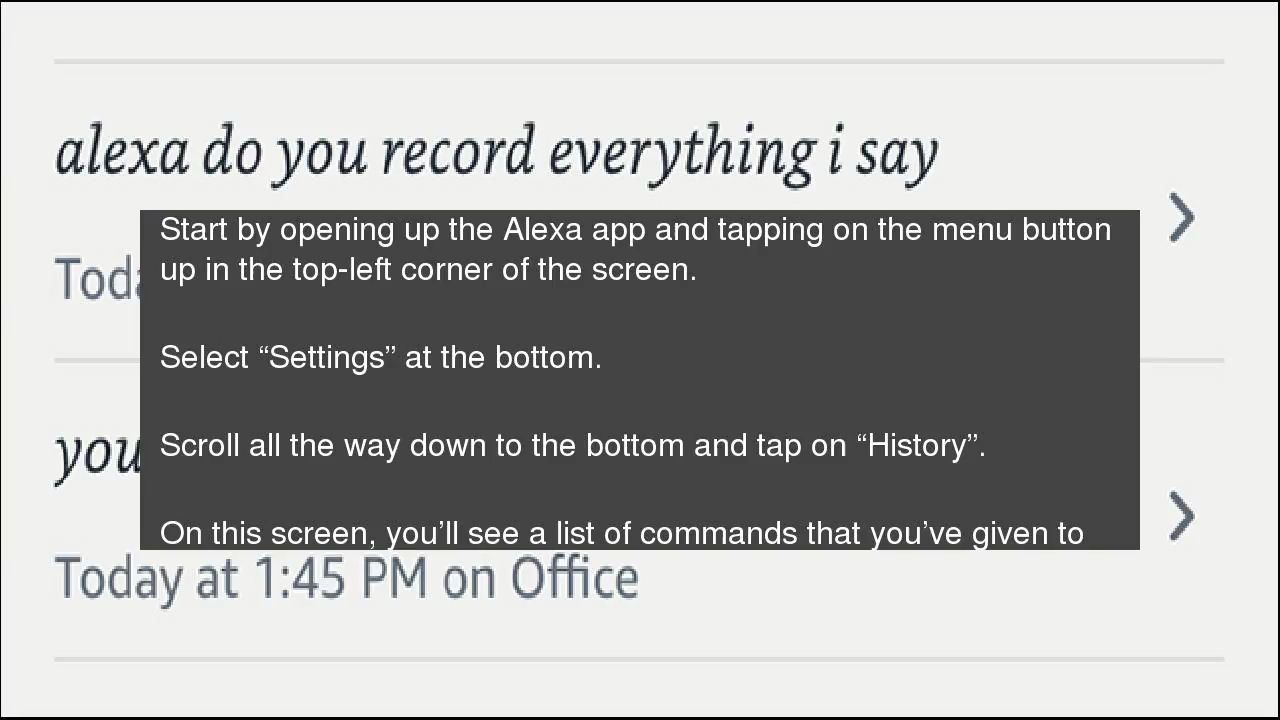 alexa do you record everything i say
Start by opening up the Alexa app and tapping on the menu button
up in the top-left corner of the screen.
Select “Settings” at the bottom.
Scroll all the way down to the bottom and tap on “History”.
On this screen, you’ll see a list of commands that you’ve given to
Today at 1:45 PM on Office